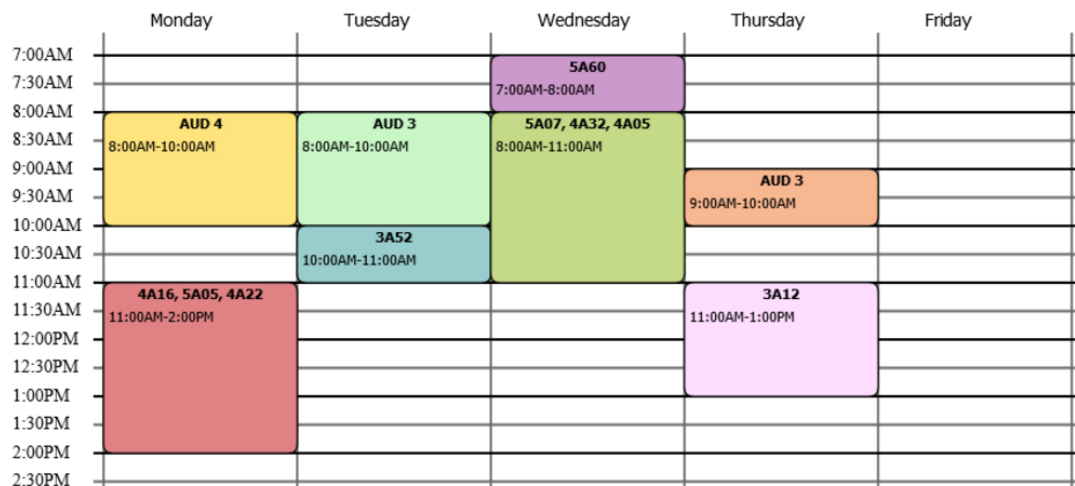 Monday Tuesday Wednesday Thursday Friday
7:00AM
5A60
7:30AM
7:00AM-8:00AM
8:00AM
AUD 4 AUD 3 5A07, 4A32, 4A05
8:30AM
8:00AM-10:00AM 8:00AM-10:00AM 8:00AM-11:00AM
9:00AM
AUD 3
9:30AM
9:00AM-10:00AM
10:00AM
3A52
10:30AM
10:00AM-11:00AM
11:00AM
4A16, 5A05, 4A22 3A12
11:30AM
11:00AM-2:00PM 11:00AM-1:00PM
12:00PM
12:30PM
1:00PM
1:30PM
2:00PM
2:30PM